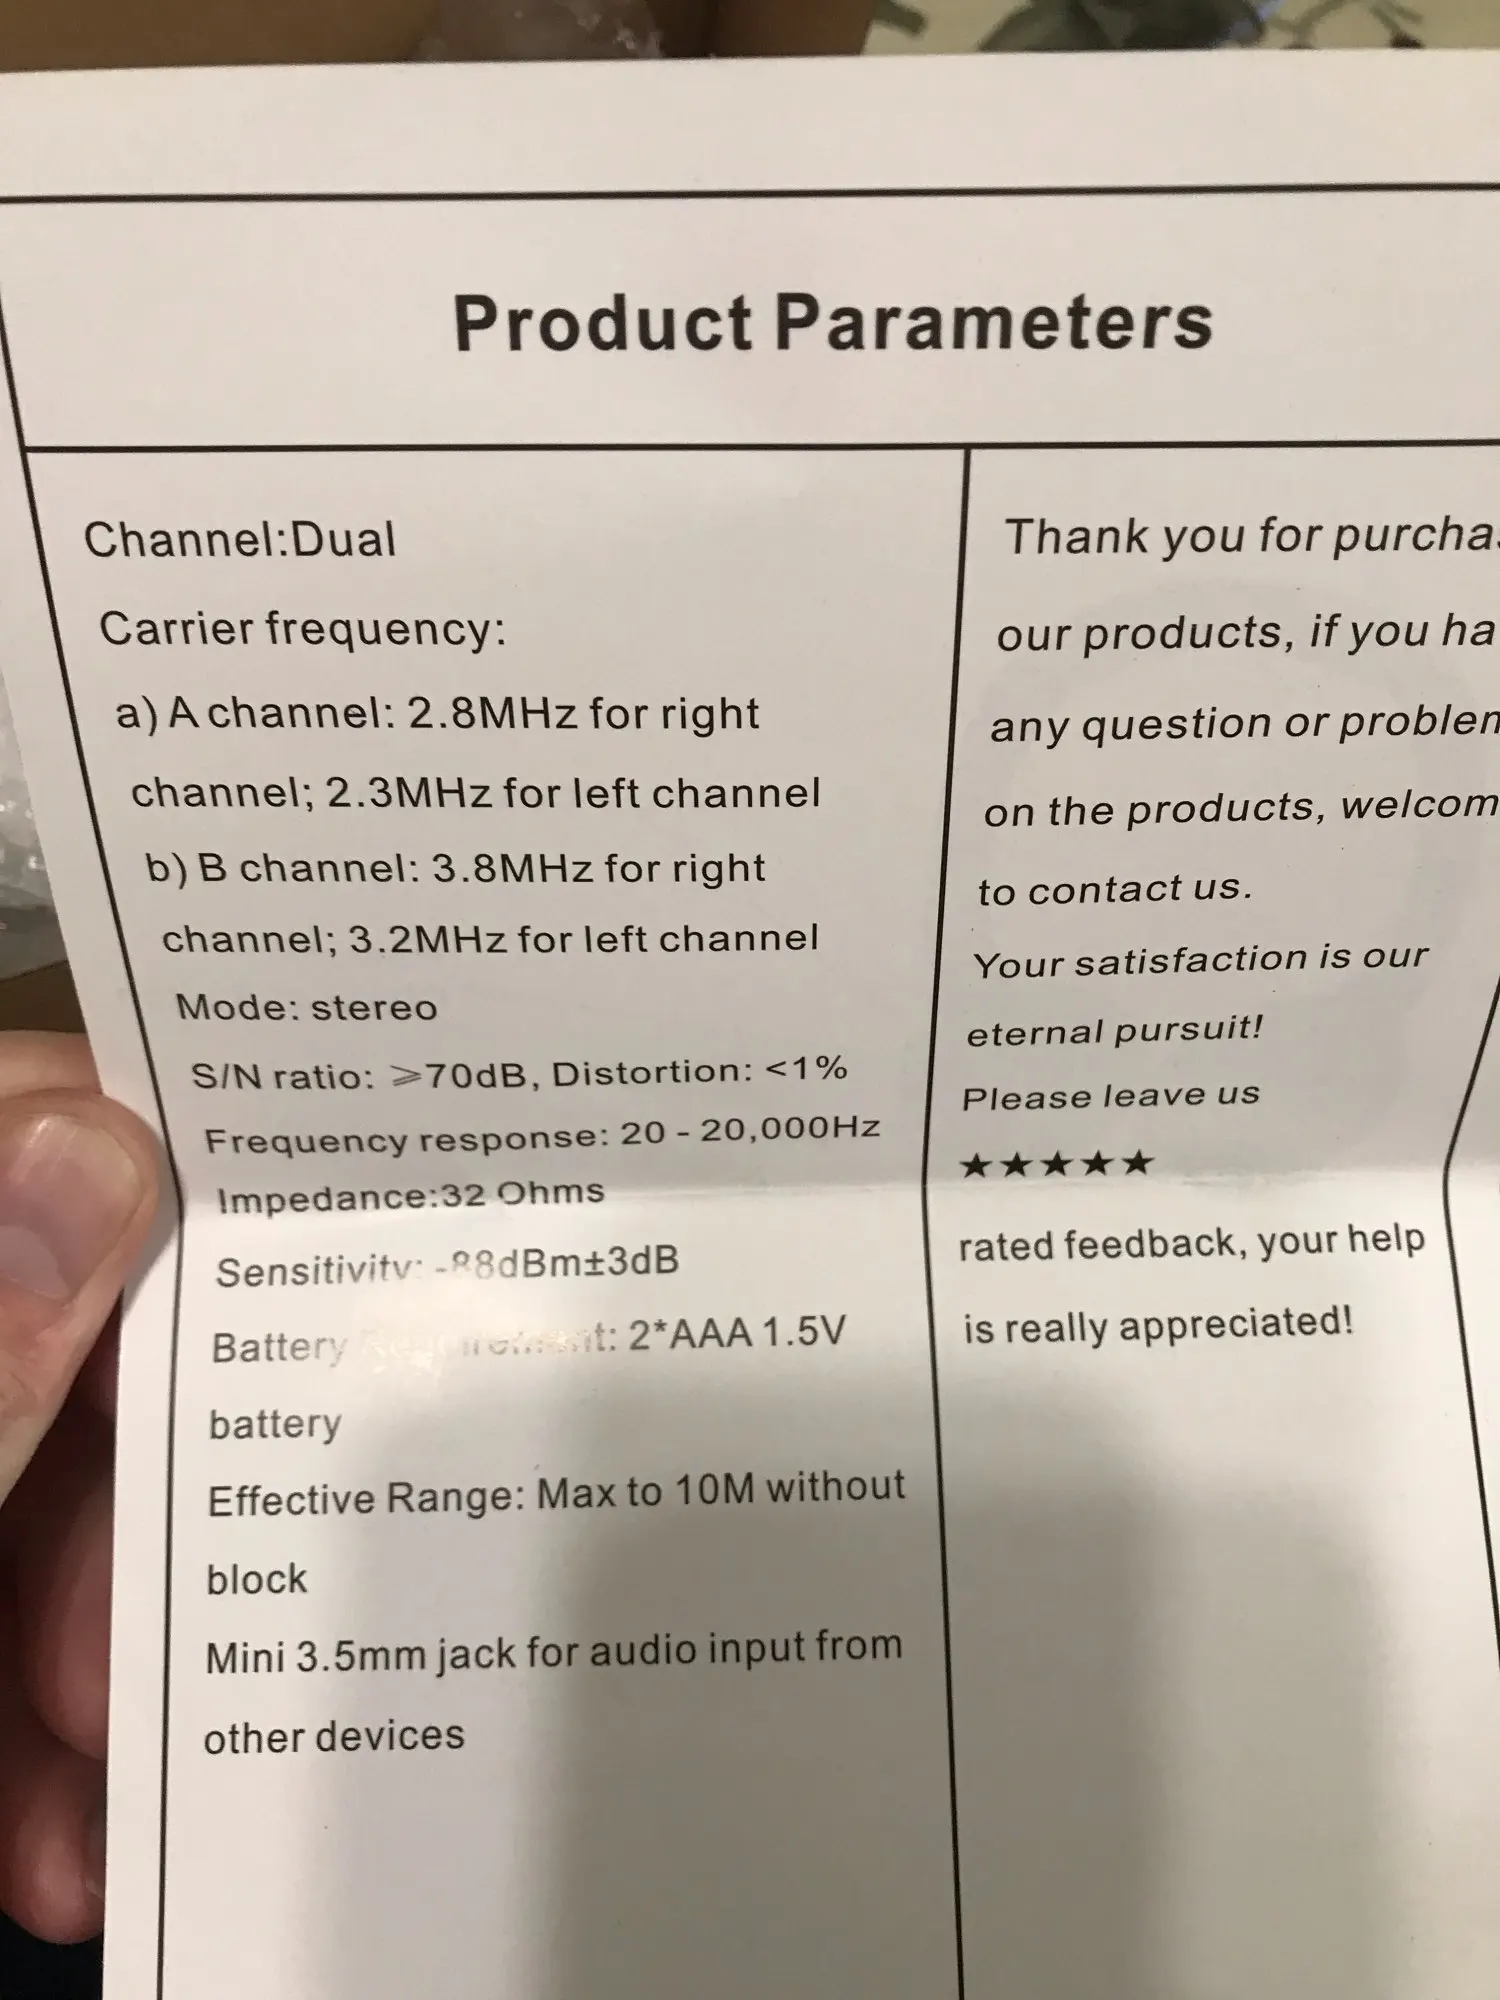 Product Parameters
Channel:Dual
Carrier frequency:
a) A channel: 2.8MHz for right
channel; 2.3MHz for left channel
b) B channel: 3.8MHz for right
channel; 3.2MHz for left channel
Mode: stereo
S/N ratio: ⩾70dB, Distortion: <1%
Frequency response: 20 - 20,000Hz
Impedance:32 Ohms
Sensitivity: -88dBm±3dB
Battery 2*AAA 1.5V
battery
Effective Range: Max to 10M without
block
Mini 3.5mm jack for audio input from
other devices
Thank you for purchas
our products, if you ha
any question or problem
on the products, welcom
to contact us.
Your satisfaction is our
eternal pursuit!
Please leave us
★★★★★
rated feedback, your help
is really appreciated!